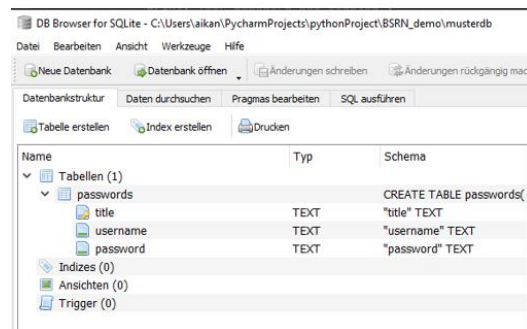 DB Browser for SQLite - C:\Users\aikan\PycharmProjects\pythonProject\BSRN_demo\musterdb
Datei Bearbeiten Ansicht Werkzeuge Hilfe
Neue Datenbank Datenbank öffnen Änderungen schreiben Änderungen rückgängig mac
Datenbankstruktur Daten durchsuchen Pragmas bearbeiten SQL ausführen
Tabelle erstellen Index erstellen Drucken
Name Typ Schema
Tabellen (1)
passwords CREATE TABLE passwords(
title TEXT "title" TEXT
username TEXT "username" TEXT
password TEXT "password" TEXT
Indizes (0)
Ansichten (0)
Trigger (0)